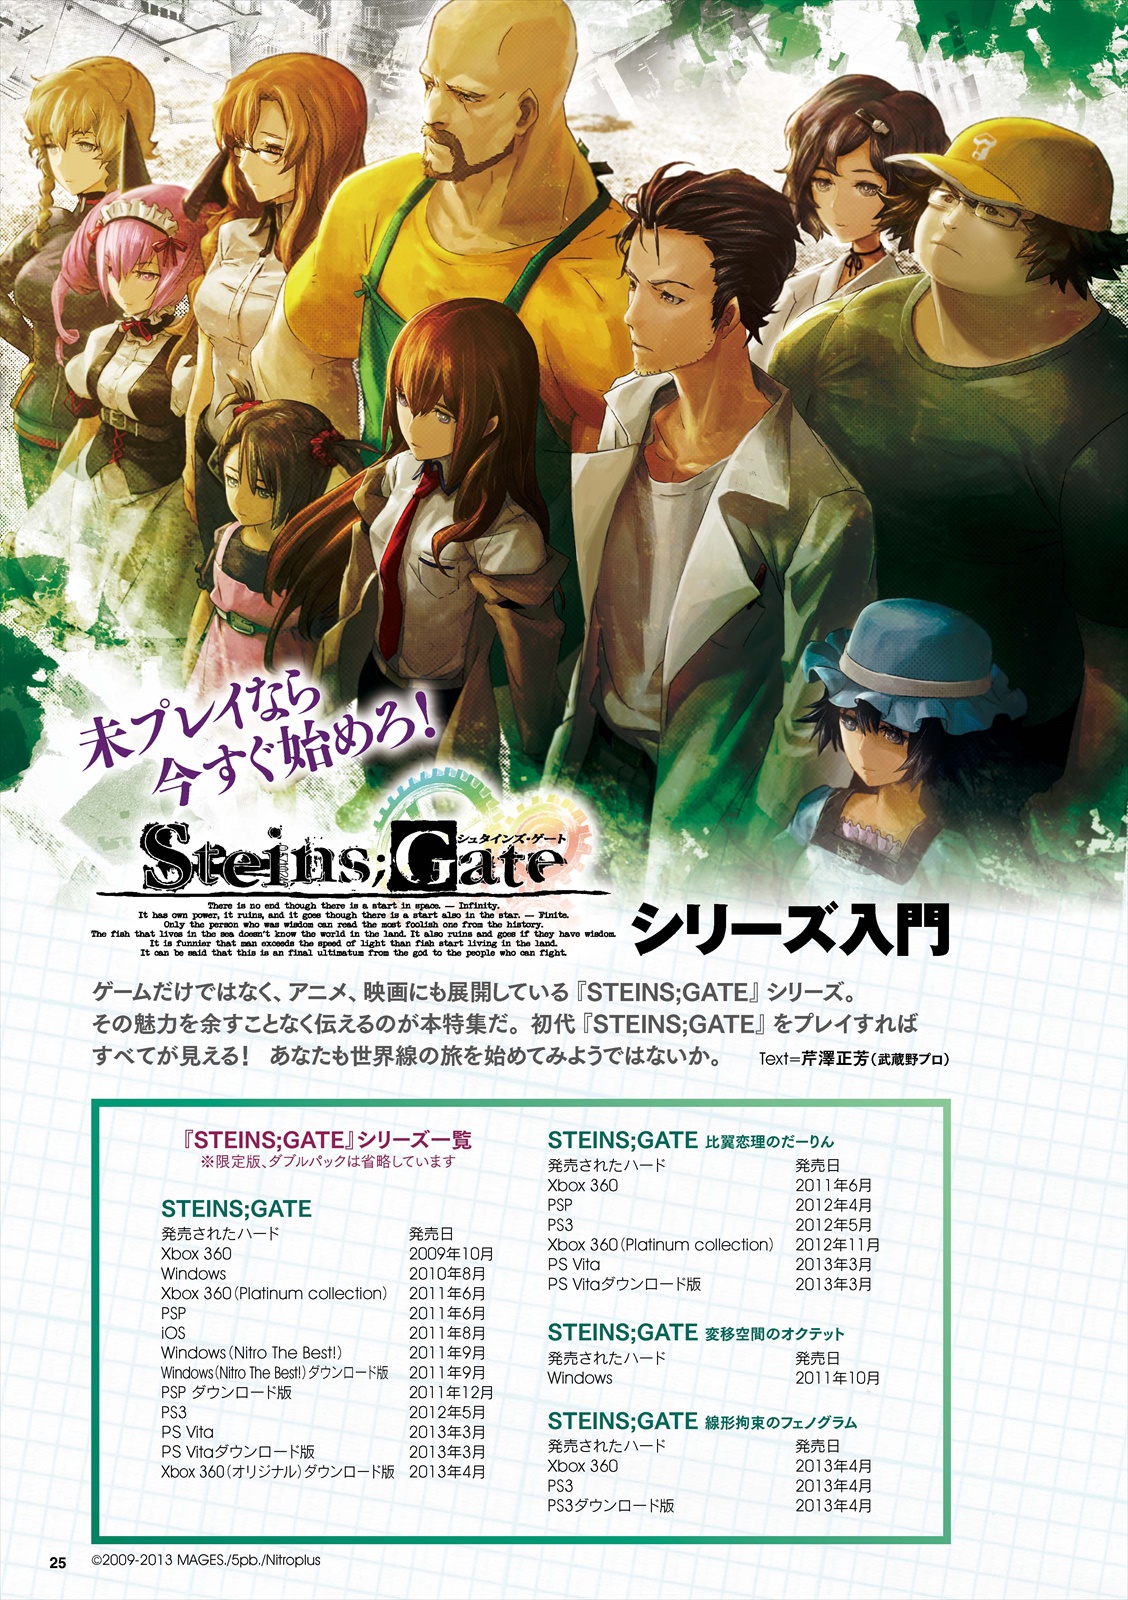 未プレイなら
今すぐ始めろ!
Steins;Gate
シュタインズ・ゲート
There is no end though there is a start in space. — Infinity.
It has own power, it ruins, and it goes though there is a start also in the star. — Finite.
Only the person who was wisdom can read the most foolish one from the history.
The fish that lives in the sea doesn't know the world in the land. It also ruins and goes if they have wisdom.
It is funnier that man exceeds the speed of light than fish start living in the land.
It can be said that this is an final ultimatum from the god to the people who can fight.
シリーズ入門
ゲームだけではなく、アニメ、映画にも展開している『STEINS;GATE』シリーズ。
その魅力を余すことなく伝えるのが本特集だ。初代『STEINS;GATE』をプレイすれば
すべてが見える! あなたも世界線の旅を始めてみようではないか。 Text=芹澤正芳(武蔵野プロ)
『STEINS;GATE』シリーズ一覧
※限定版、ダブルパックは省略しています
STEINS;GATE
発売されたハード 発売日
Xbox 360 2009年10月
Windows 2010年8月
Xbox 360(Platinum collection) 2011年6月
PSP 2011年6月
iOS 2011年8月
Windows(Nitro The Best!) 2011年9月
Windows(Nitro The Best!)ダウンロード版 2011年9月
PSP ダウンロード版 2011年12月
PS3 2012年5月
PS Vita 2013年3月
PS Vitaダウンロード版 2013年3月
Xbox 360(オリジナル)ダウンロード版 2013年4月
STEINS;GATE 比翼恋理のだーりん
発売されたハード 発売日
Xbox 360 2011年6月
PSP 2012年4月
PS3 2012年5月
Xbox 360(Platinum collection) 2012年11月
PS Vita 2013年3月
PS Vitaダウンロード版 2013年3月
STEINS;GATE 変移空間のオクテット
発売されたハード 発売日
Windows 2011年10月
STEINS;GATE 線形拘束のフェノグラム
発売されたハード 発売日
Xbox 360 2013年4月
PS3 2013年4月
PS3ダウンロード版 2013年4月
25 ©2009-2013 MAGES./5pb./Nitroplus